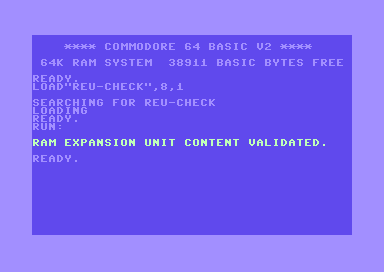 **** COMMODORE 64 BASIC V2 ****
64K RAM SYSTEM  38911 BASIC BYTES FREE
READY.
LOAD"REU-CHECK",8,1
SEARCHING FOR REU-CHECK
LOADING
READY.
RUN:
RAM EXPANSION UNIT CONTENT VALIDATED.
READY.